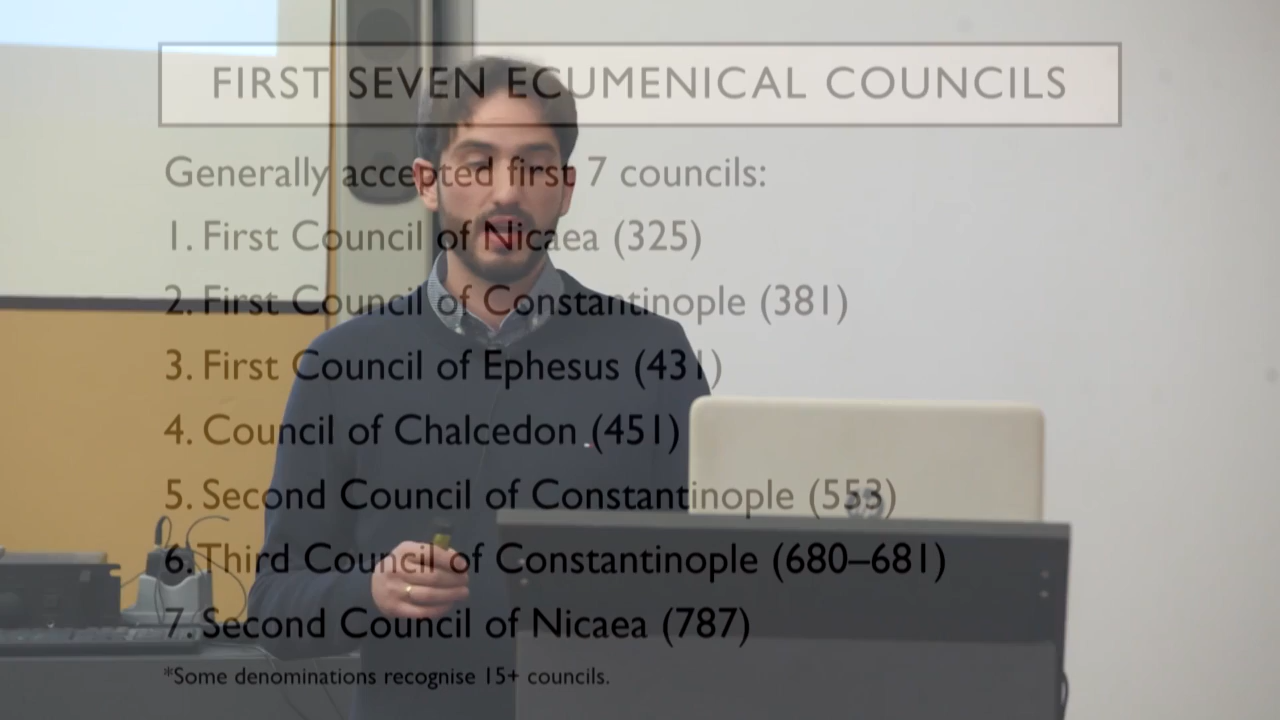 FIRST SEVEN ECUMENICAL COUNCILS
Generally accepted first 7 councils:
1. First Council of Nicaea (325)
2. First Council of Constantinople (381)
3. First Council of Ephesus (431)
4. Council of Chalcedon (451)
5. Second Council of Constantinople (553)
6. Third Council of Constantinople (680–681)
7. Second Council of Nicaea (787)
*Some denominations recognise 15+ councils.